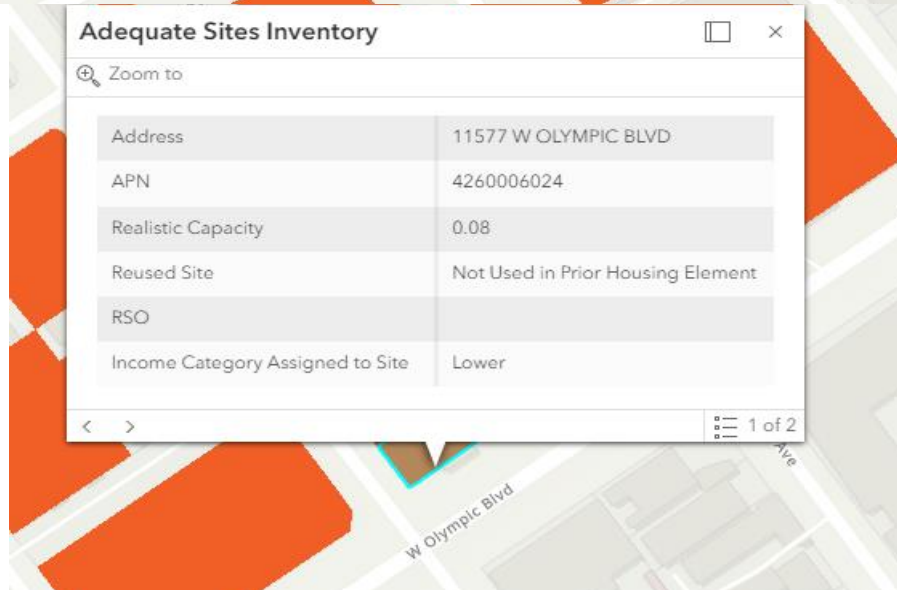 Adequate Sites Inventory
Zoom to
Address 11577 W OLYMPIC BLVD
APN 4260006024
Realistic Capacity 0.08
Reused Site Not Used in Prior Housing Element
RSO
Income Category Assigned to Site Lower
1 of 2
Ave
W Olympic Blvd